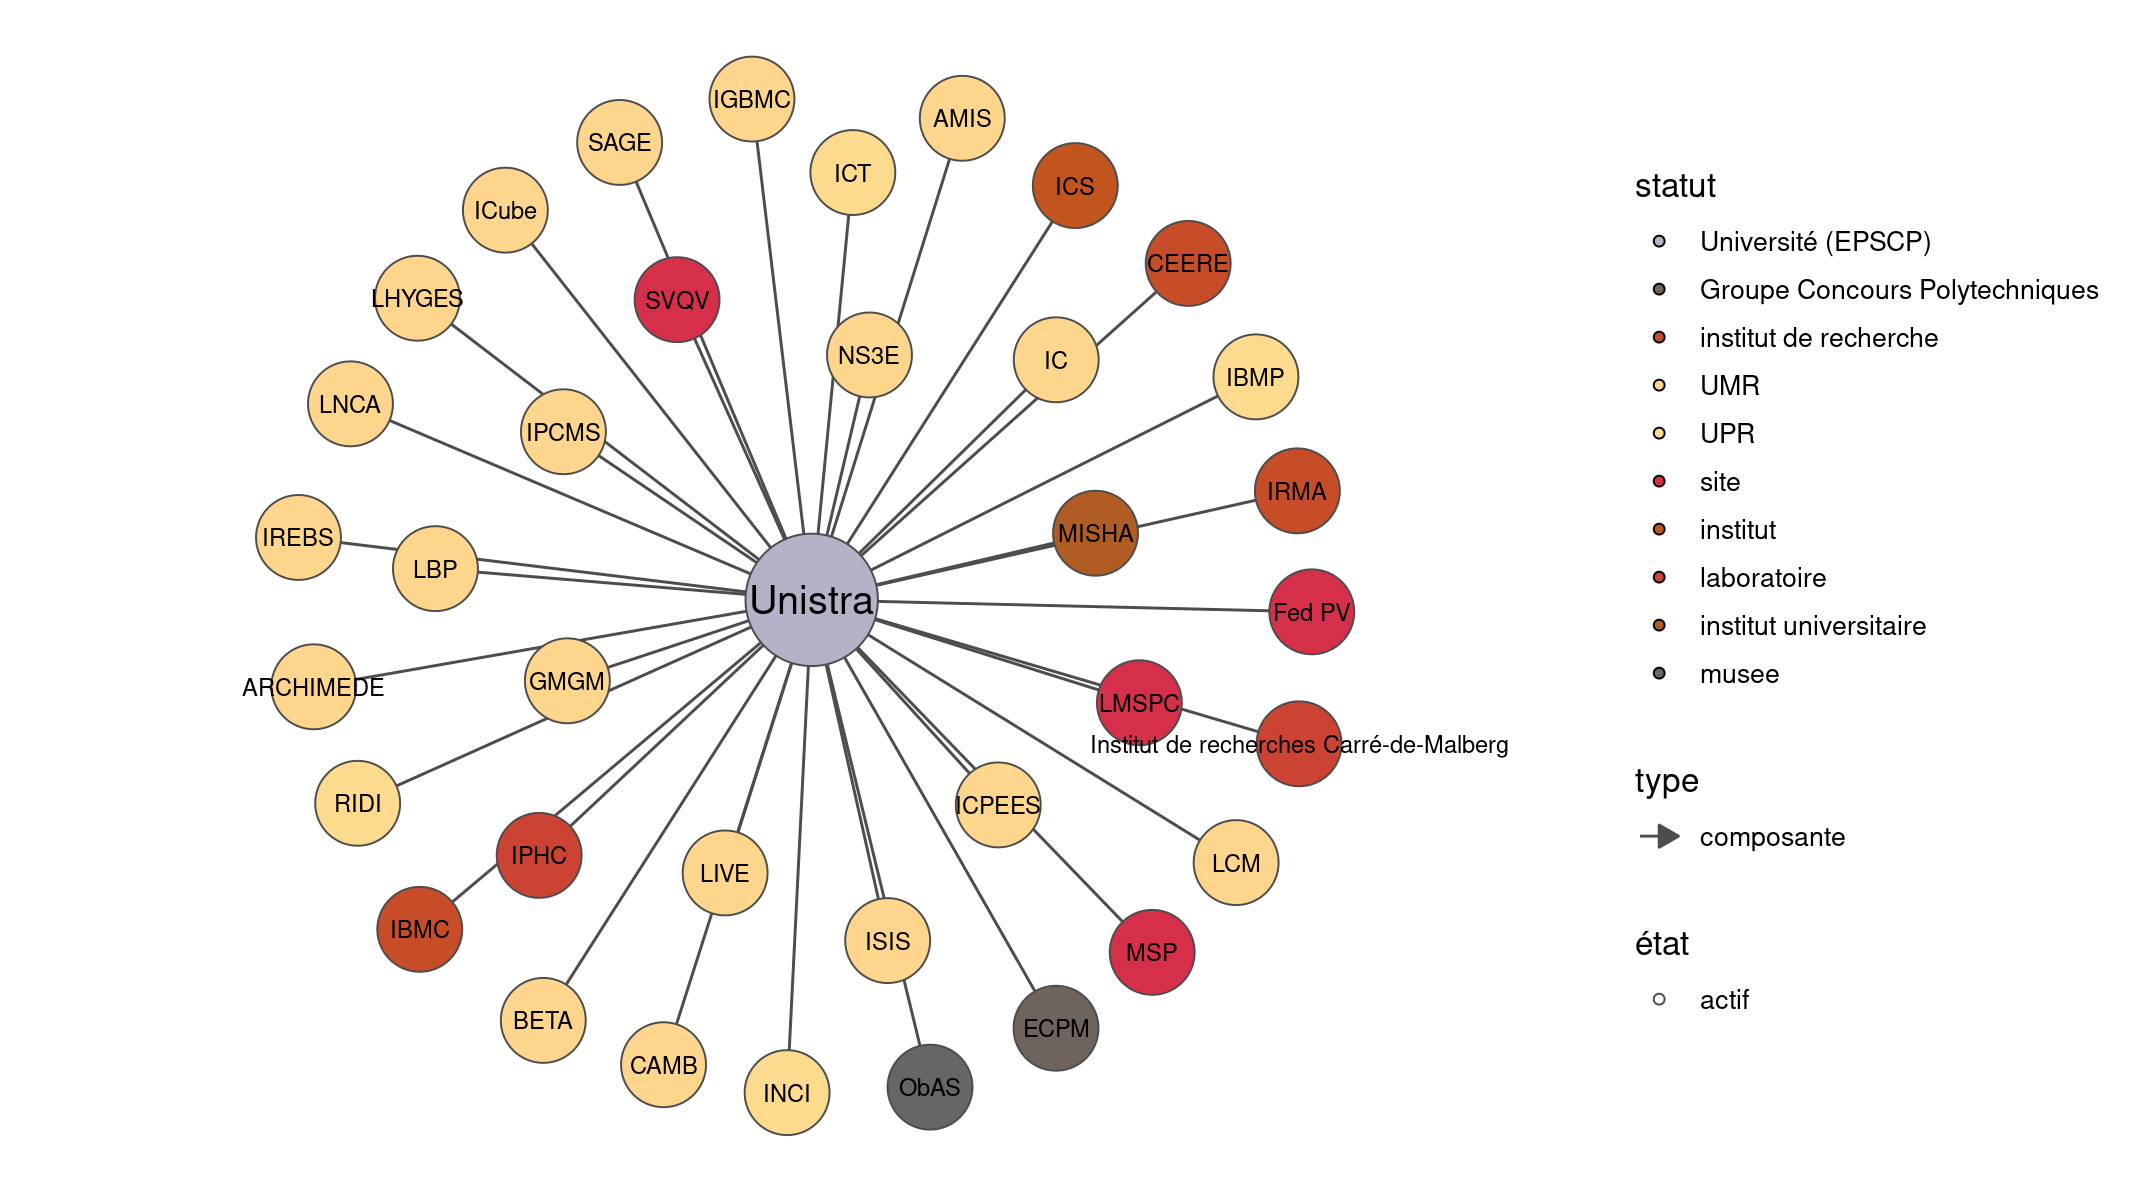 IGBMC
AMIS
SAGE
ICT
ICS
ICube
CEERE
LHYGES
SVQV
NS3E
IC
IBMP
LNCA
IPCMS
IRMA
MISHA
IREBS
LBP
Unistra
Fed PV
ARCHIMEDE
GMGM
LMSPC
Institut de recherches Carré-de-Malberg
RIDI
ICPEES
IPHC
LIVE
LCM
IBMC
ISIS
MSP
BETA
ECPM
CAMB
INCI
ObAS
statut
Université (EPSCP)
Groupe Concours Polytechniques
institut de recherche
UMR
UPR
site
institut
laboratoire
institut universitaire
musee
type
composante
état
actif